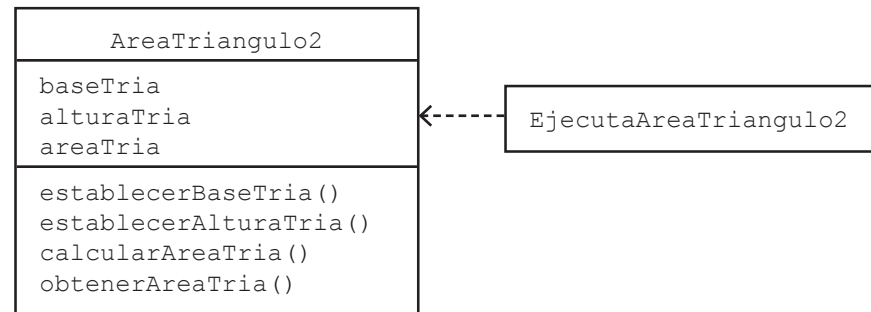 AreaTriangulo2
baseTria
alturaTria
areaTria
establecerBaseTria()
establecerAlturaTria()
calcularAreaTria()
obtenerAreaTria()
EjecutaAreaTriangulo2